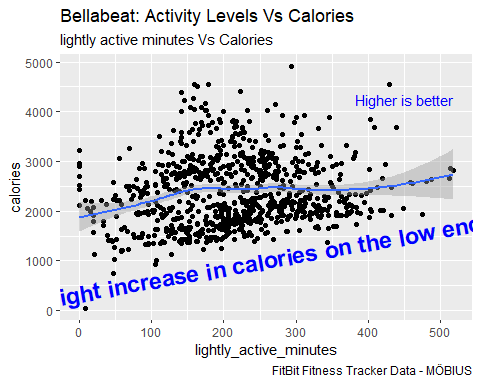 Bellabeat: Activity Levels Vs Calories
lightly active minutes Vs Calories
5000
Higher is better
4000
3000
Calories
2000
1000
ight increase in calories on the low en
0
0 100 200 300 400 500
lightly_active_minutes
FitBit Fitness Tracker Data - MÖBIUS